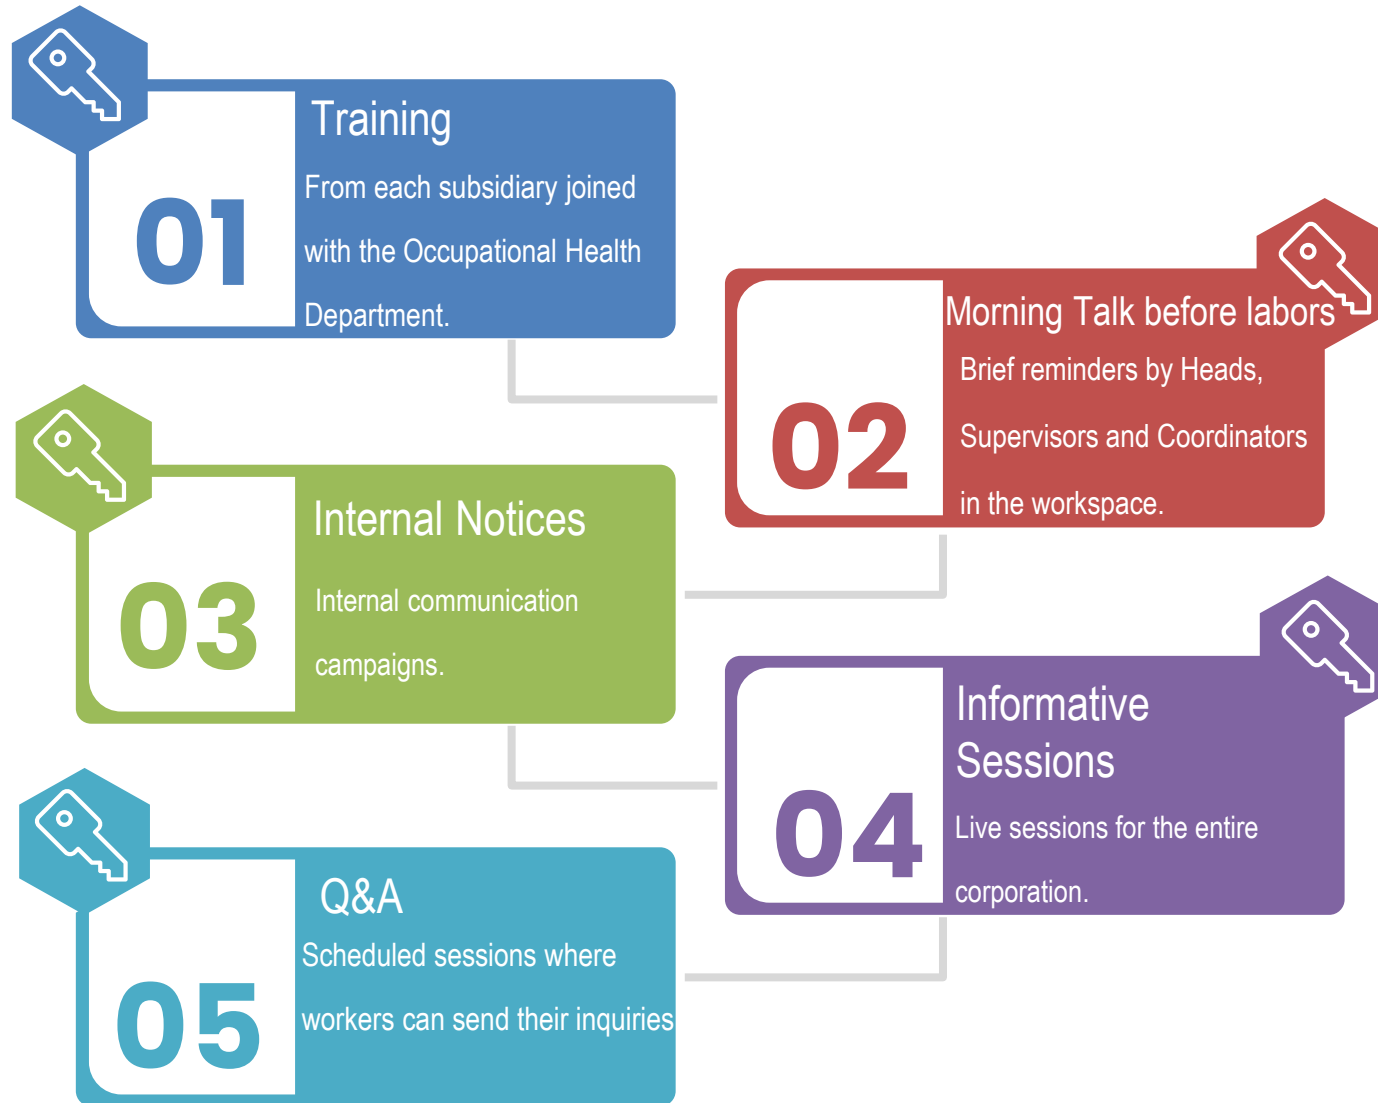 01
Training
From each subsidiary joined
with the Occupational Health
Department.
02
Morning Talk before labors
Brief reminders by Heads,
Supervisors and Coordinators
in the workspace.
03
Internal Notices
Internal communication
campaigns.
04
Informative
Sessions
Live sessions for the entire
corporation.
05
Q&A
Scheduled sessions where
workers can send their inquiries